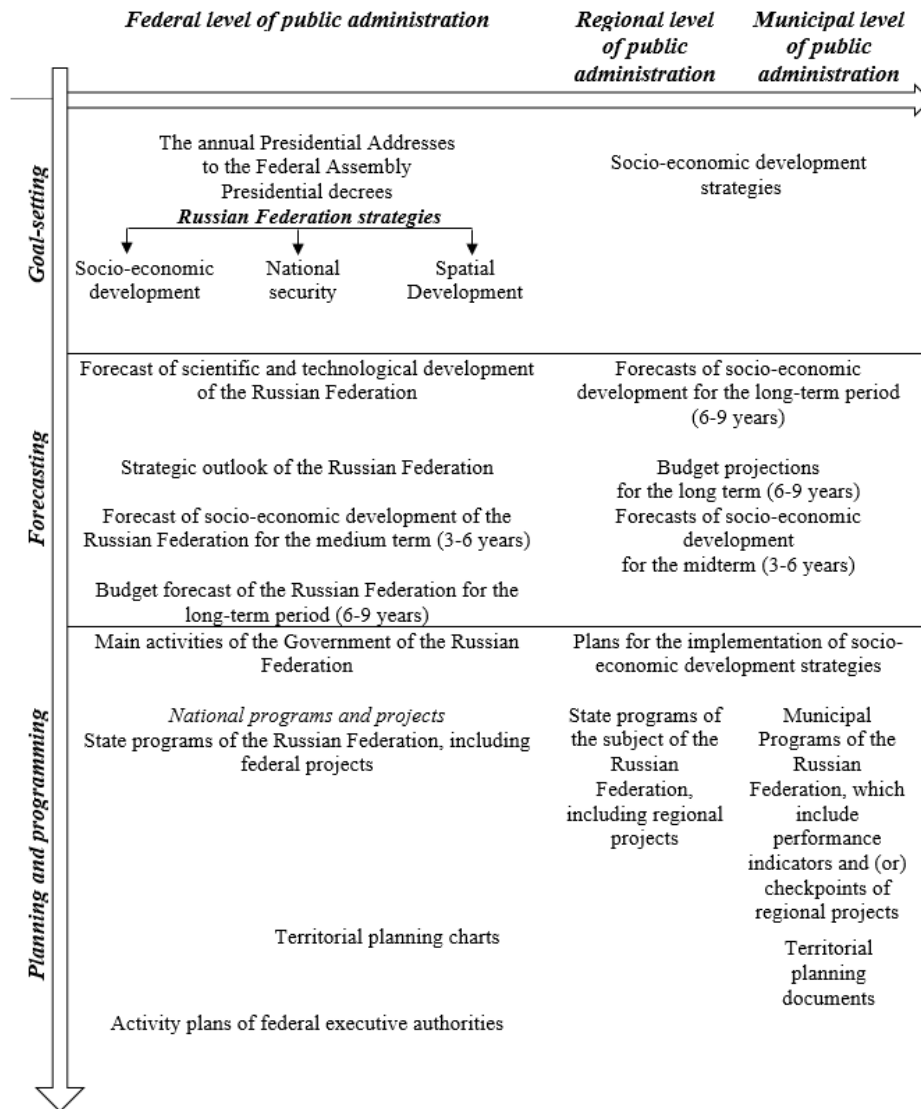 Federal level of public administration
Regional level
of public
administration
Municipal level
of public
administration
Goal-setting
The annual Presidential Addresses
to the Federal Assembly
Presidential decrees
Russian Federation strategies
Socio-economic
development
National
security
Spatial
Development
Socio-economic development
strategies
Forecasting
Forecast of scientific and technological development
of the Russian Federation
Strategic outlook of the Russian Federation
Forecast of socio-economic development of the
Russian Federation for the medium term (3-6 years)
Budget forecast of the Russian Federation for the
long-term period (6-9 years)
Forecasts of socio-economic
development for the long-term period
(6-9 years)
Budget projections
for the long term (6-9 years)
Forecasts of socio-economic
development
for the midterm (3-6 years)
Planning and programming
Main activities of the Government of the Russian
Federation
Plans for the implementation of socio-
economic development strategies
National programs and projects
State programs of the Russian Federation, including
federal projects
State programs of
the subject of the
Russian
Federation,
including regional
projects
Municipal
Programs of the
Russian
Federation, which
include
performance
indicators and (or)
checkpoints of
regional projects
Territorial planning charts
Territorial
planning
documents
Activity plans of federal executive authorities